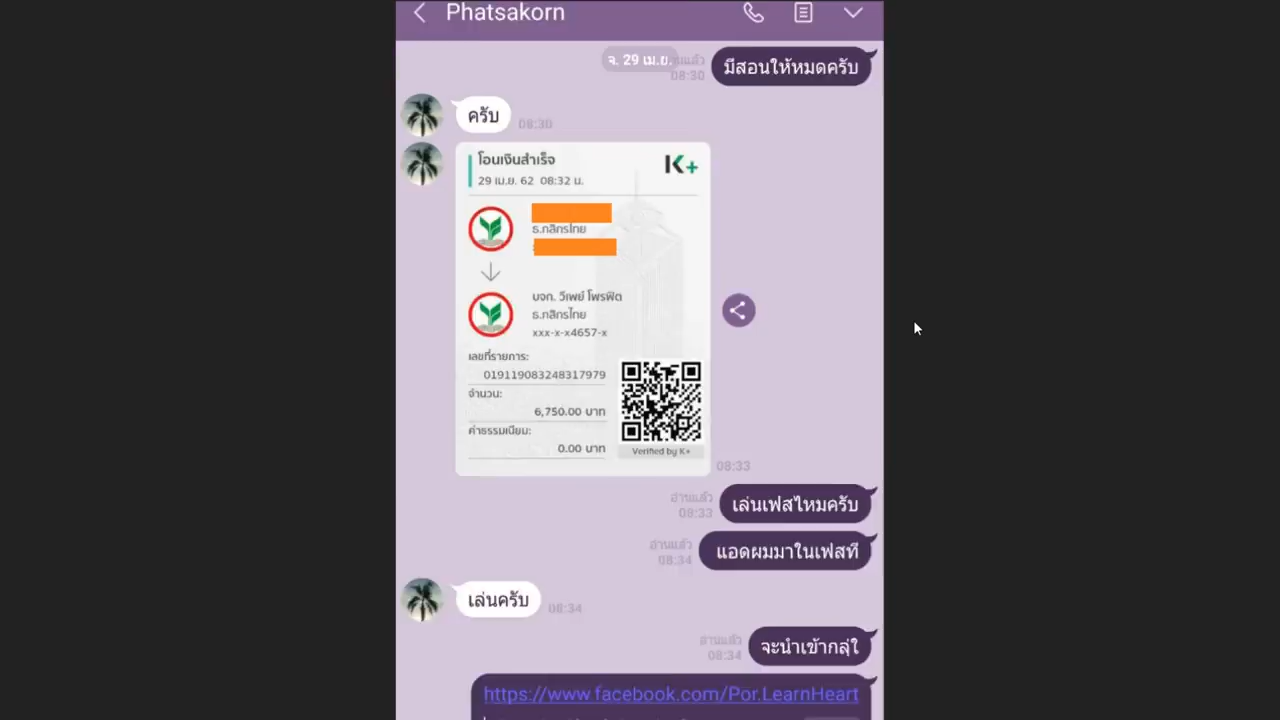 Phatsakorn
จ. 29 เม.ย.
08:30
มีสอนให้หมดครับ
ครับ
08:30
โอนเงินสำเร็จ
K+
29 เม.ย. 62 08:32 น.
ธ.กสิกรไทย
บจก. วีเพย์ โพรฟิต
ธ.กสิกรไทย
xxx-x-x4657-x
เลขที่รายการ:
019119083248317979
จำนวน:
6,750.00 บาท
ค่าธรรมเนียม:
0.00 บาท
Verified by K+
08:33
อ่านแล้ว
08:33
เล่นเฟสไหมครับ
อ่านแล้ว
08:34
แอดผมมาในเฟสที
เล่นครับ
08:34
อ่านแล้ว
08:34
จะนำเข้ากลุ่ใ
https://www.facebook.com/Por.LearnHeart